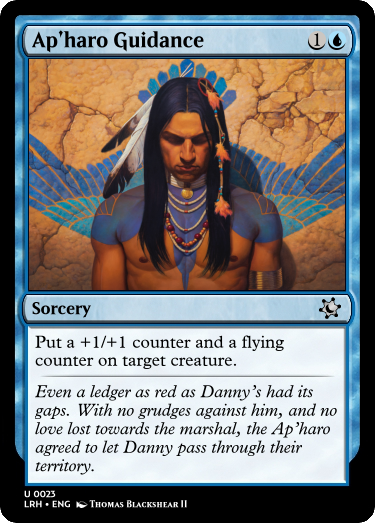 Ap'haro Guidance 1
Sorcery
Put a +1/+1 counter and a flying
counter on target creature.
Even a ledger as red as Danny's had its
gaps. With no grudges against him, and no
love lost towards the marshal, the Ap'haro
agreed to let Danny pass through their
territory.
U 0023
LRH • ENG Thomas Blackshear II